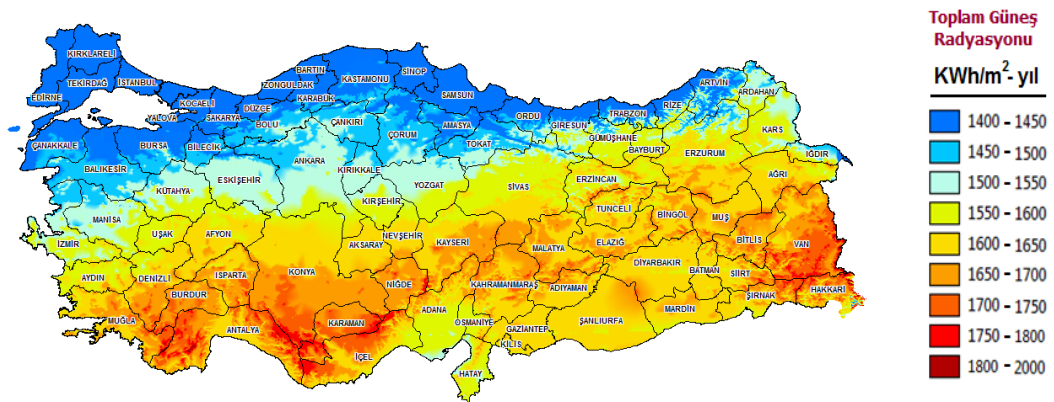 Toplam Güneş
Radyasyonu
KWh/m²- yıl
1400 - 1450
1450 - 1500
1500 - 1550
1550 - 1600
1600 - 1650
1650 - 1700
1700 - 1750
1750 - 1800
1800 - 2000
KIRKLARELİ
TEKİRDAĞ
İSTANBUL
EDİRNE
KOCAELİ
YALOVA
SAKARYA
DÜZCE
BOLU
ZONGULDAK
BARTIN
KARABÜK
KASTAMONU
SİNOP
SAMSUN
ORDU
GİRESUN
TRABZON
RİZE
ARTVİN
ARDAHAN
ÇANAKKALE
BURSA
BİLECİK
BALIKESİR
ESKİŞEHİR
KÜTAHYA
ANKARA
ÇANKIRI
KIRIKKALE
ÇORUM
AMASYA
TOKAT
YOZGAT
KIRŞEHİR
SİVAS
GÜMÜŞHANE
BAYBURT
ERZİNCAN
ERZURUM
KARS
IĞDIR
AĞRI
MANİSA
İZMİR
UŞAK
AFYON
AYDIN
DENİZLİ
ISPARTA
BURDUR
MUĞLA
ANTALYA
KONYA
AKSARAY
NEVŞEHİR
KAYSERİ
NİĞDE
KARAMAN
İÇEL
ADANA
OSMANİYE
HATAY
KAHRAMANMARAŞ
MALATYA
ADIYAMAN
GAZİANTEP
KİLİS
ŞANLIURFA
TUNCELİ
ELAZIĞ
BİNGÖL
MUŞ
BİTLİS
VAN
DİYARBAKIR
BATMAN
SİİRT
MARDİN
ŞIRNAK
HAKKARİ